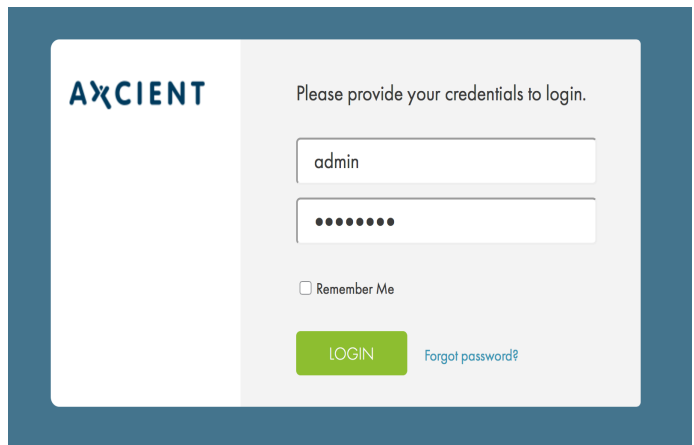 AXCIENT
Please provide your credentials to login.
admin
••••••••
Remember Me
LOGIN
Forgot password?